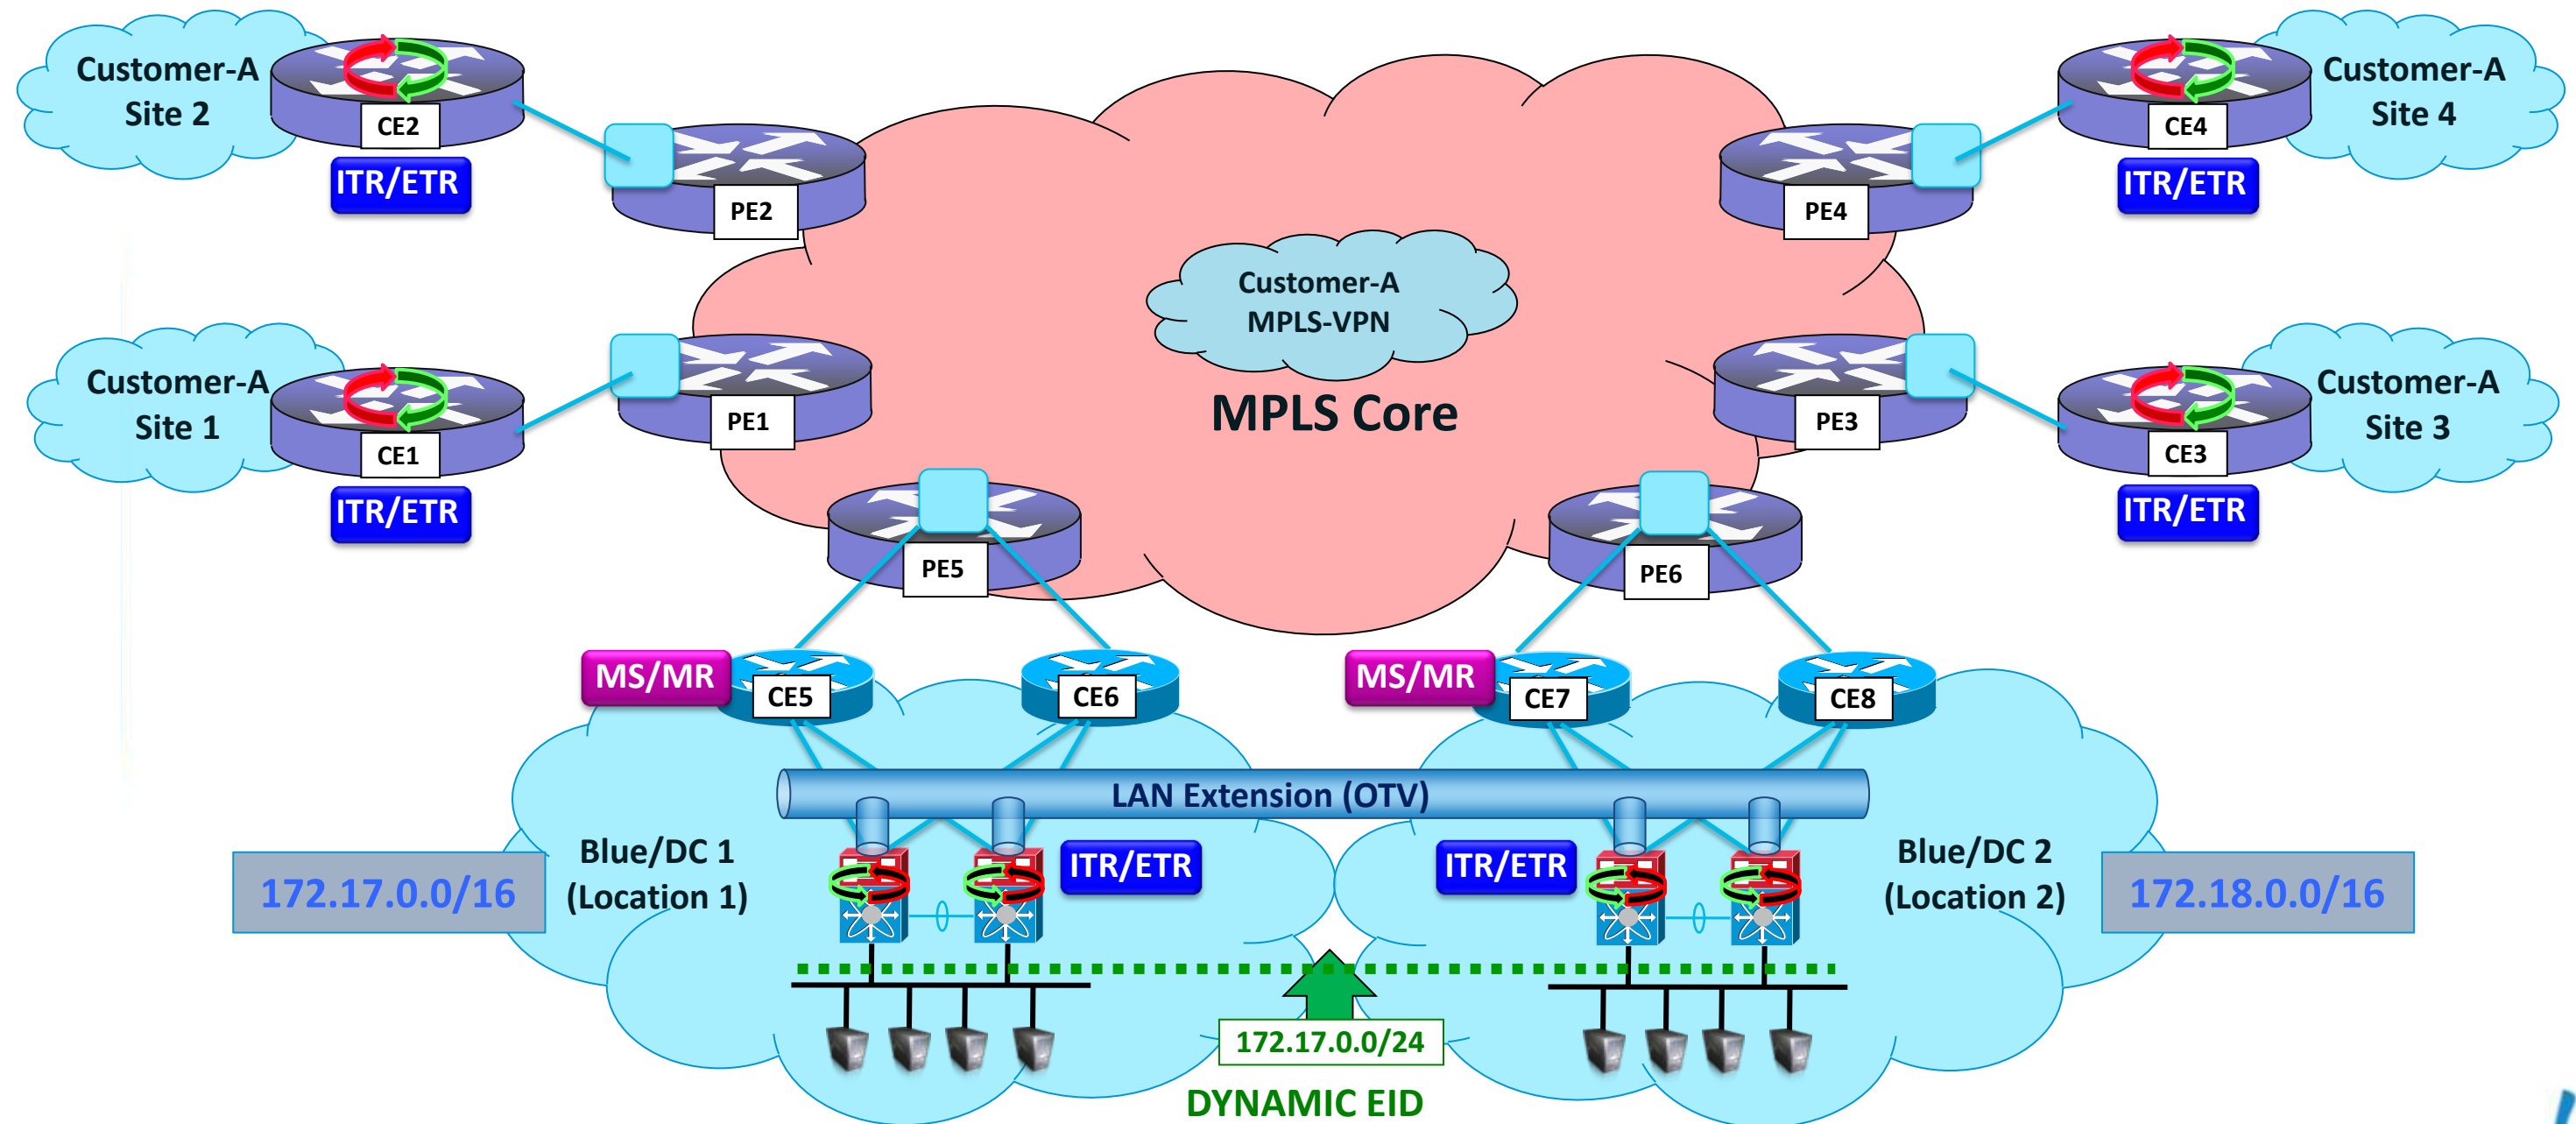 Customer-A
Site 2
CE2
ITR/ETR
PE2
Customer-A
Site 4
CE4
ITR/ETR
PE4
Customer-A
MPLS-VPN
MPLS Core
Customer-A
Site 1
CE1
ITR/ETR
PE1
Customer-A
Site 3
CE3
ITR/ETR
PE3
PE5
PE6
MS/MR
CE5
CE6
MS/MR
CE7
CE8
LAN Extension (OTV)
172.17.0.0/16
Blue/DC 1
(Location 1)
ITR/ETR
ITR/ETR
Blue/DC 2
(Location 2)
172.18.0.0/16
172.17.0.0/24
DYNAMIC EID